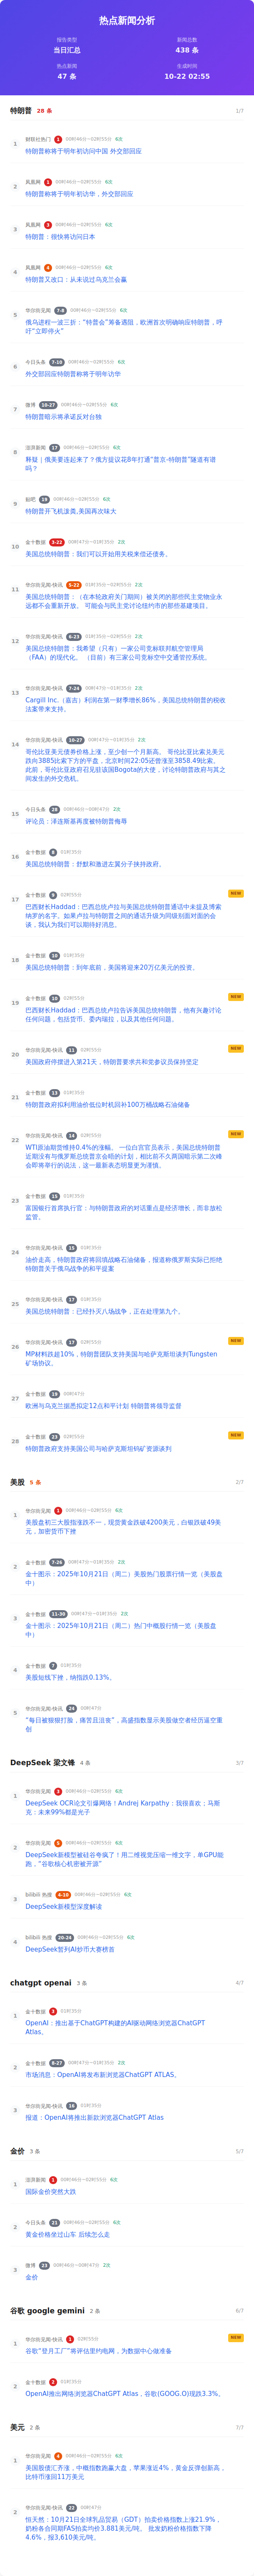 热点新闻分析
报告类型
当日汇总
新闻总数
438 条
热点新闻
47 条
生成时间
10-22 02:55
特朗普 28 条 1/7
1
财联社热门 1 00时46分~02时55分 6次
特朗普称将于明年初访问中国 外交部回应
2
凤凰网 1 00时46分~02时55分 6次
特朗普称将于明年初访华，外交部回应
3
凤凰网 3 00时46分~02时55分 6次
特朗普：很快将访问日本
4
凤凰网 4 00时46分~02时55分 6次
特朗普又改口：从未说过乌克兰会赢
5
华尔街见闻 7-8 00时46分~02时55分 6次
俄乌进程一波三折："特普会"筹备遇阻，欧洲首次明确响应特朗普，呼
吁"立即停火"
6
今日头条 7-10 00时46分~02时55分 6次
外交部回应特朗普称将于明年访华
7
微博 10-27 00时46分~02时55分 6次
特朗普暗示将承诺反对台独
8
澎湃新闻 17 00时46分~02时55分 6次
释疑｜俄美要连起来了？俄方提议花8年打通"普京-特朗普"隧道有谱
吗？
9
贴吧 19 00时46分~02时55分 6次
特朗普开飞机泼粪,美国再次味大
10
金十数据 3-22 00时47分~01时35分 2次
美国总统特朗普：我们可以开始用关税来偿还债务。
11
华尔街见闻-快讯 5-22 01时35分~02时55分 2次
美国总统特朗普：（在本轮政府关门期间）被关闭的那些民主党物业永
远都不会重新开放。 可能会与民主党讨论纽约市的那些基建项目。
12
华尔街见闻-快讯 6-23 01时35分~02时55分 2次
美国总统特朗普：我希望（只有）一家公司竞标联邦航空管理局
（FAA）的现代化。 （目前）有三家公司竞标空中交通管控系统。
13
华尔街见闻-快讯 7-24 00时47分~01时35分 2次
Cargill Inc.（嘉吉）利润在第一财季增长86%，美国总统特朗普的税收
法案带来支持。
14
华尔街见闻-快讯 10-27 00时47分~01时35分 2次
哥伦比亚美元债券价格上涨，至少创一个月新高。 哥伦比亚比索兑美元
跌向3885比索下方的平盘，北京时间22:05还曾涨至3858.49比索。
此前，哥伦比亚政府召见驻该国Bogota的大使，讨论特朗普政府与其之
间发生的外交危机。
15
今日头条 28 00时46分~00时47分 2次
评论员：泽连斯基再度被特朗普侮辱
16
金十数据 8 01时35分
美国总统特朗普：舒默和激进左翼分子挟持政府。
17
金十数据 9 02时55分 NEW
巴西财长Haddad：巴西总统卢拉与美国总统特朗普通话中未提及博索
纳罗的名字。如果卢拉与特朗普之间的通话升级为同级别面对面的会
谈，我认为我们可以期待好消息。
18
金十数据 10 01时35分
美国总统特朗普：到年底前，美国将迎来20万亿美元的投资。
19
金十数据 10 02时55分 NEW
巴西财长Haddad：巴西总统卢拉告诉美国总统特朗普，他有兴趣讨论
任何问题，包括货币、委内瑞拉，以及其他任何问题。
20
华尔街见闻-快讯 11 02时55分 NEW
美国政府停摆进入第21天，特朗普要求共和党参议员保持坚定
21
金十数据 13 01时35分
特朗普政府拟利用油价低位时机回补100万桶战略石油储备
22
华尔街见闻-快讯 14 02时55分 NEW
WTI原油期货维持0.4%的涨幅。 一位白宫官员表示，美国总统特朗普
近期没有与俄罗斯总统普京会晤的计划，相比前不久两国暗示第二次峰
会即将举行的说法，这一最新表态明显更为谨慎。
23
金十数据 15 01时35分
富国银行首席执行官：与特朗普政府的对话重点是经济增长，而非放松
监管。
24
华尔街见闻-快讯 15 01时35分
油价走高，特朗普政府将回填战略石油储备，报道称俄罗斯实际已拒绝
特朗普关于俄乌战争的和平提案
25
华尔街见闻-快讯 17 01时35分
美国总统特朗普：已经扑灭八场战争，正在处理第九个。
26
华尔街见闻-快讯 17 02时55分 NEW
MP材料跌超10%，特朗普团队支持美国与哈萨克斯坦谈判Tungsten
矿场协议。
27
金十数据 19 00时47分
欧洲与乌克兰据悉拟定12点和平计划 特朗普将领导监督
28
金十数据 23 02时55分 NEW
特朗普政府支持美国公司与哈萨克斯坦钨矿资源谈判
美股 5 条 2/7
1
华尔街见闻 1 00时46分~02时55分 6次
美股盘初三大股指涨跌不一，现货黄金跌破4200美元，白银跌破49美
元，加密货币下挫
2
金十数据 7-26 00时47分~01时35分 2次
金十图示：2025年10月21日（周二）美股热门股票行情一览（美股盘
中）
3
金十数据 11-30 00时47分~01时35分 2次
金十图示：2025年10月21日（周二）热门中概股行情一览（美股盘
中）
4
金十数据 7 01时35分
美股短线下挫，纳指跌0.13%。
5
华尔街见闻-快讯 24 00时47分
"每日被狠狠打脸，痛苦且沮丧"，高盛指数显示美股做空者经历逼空重
创
DeepSeek 梁文锋 4 条 3/7
1
华尔街见闻 3 00时46分~02时55分 6次
DeepSeek OCR论文引爆网络！Andrej Karpathy：我很喜欢；马斯
克：未来99%都是光子
2
华尔街见闻 5 00时46分~02时55分 6次
DeepSeek新模型被硅谷夸疯了！用二维视觉压缩一维文字，单GPU能
跑，"谷歌核心机密被开源"
3
bilibili 热搜 4-10 00时46分~02时55分 6次
DeepSeek新模型深度解读
4
bilibili 热搜 20-24 00时46分~02时55分 6次
DeepSeek暂列AI炒币大赛榜首
chatgpt openai 3 条 4/7
1
金十数据 3 01时35分
OpenAI：推出基于ChatGPT构建的AI驱动网络浏览器ChatGPT
Atlas。
2
金十数据 8-27 00时47分~01时35分 2次
市场消息：OpenAI将发布新浏览器ChatGPT ATLAS。
3
华尔街见闻-快讯 16 01时35分
报道：OpenAI将推出新款浏览器ChatGPT Atlas
金价 3 条 5/7
1
澎湃新闻 1 00时46分~02时55分 6次
国际金价突然大跌
2
今日头条 21 00时46分~02时55分 6次
黄金价格坐过山车 后续怎么走
3
微博 23 00时46分~00时47分 2次
金价
谷歌 google gemini 2 条 6/7
1
华尔街见闻-快讯 1 02时55分 NEW
谷歌"登月工厂"将评估里约电网，为数据中心做准备
2
金十数据 2 01时35分
OpenAI推出网络浏览器ChatGPT Atlas，谷歌(GOOG.O)现跌3.3%。
美元 2 条 7/7
1
华尔街见闻 4 00时46分~02时55分 6次
美国股债汇齐涨，中概指数跑赢大盘，苹果涨近4%，黄金反弹创新高，
比特币涨回11万美元
2
华尔街见闻-快讯 22 00时47分
恒天然：10月21日全球乳品贸易（GDT）拍卖价格指数上涨21.9%，
奶粉各合同期FAS拍卖均价3.881美元/吨。 批发奶粉价格指数下降
4.6%，报3,610美元/吨。